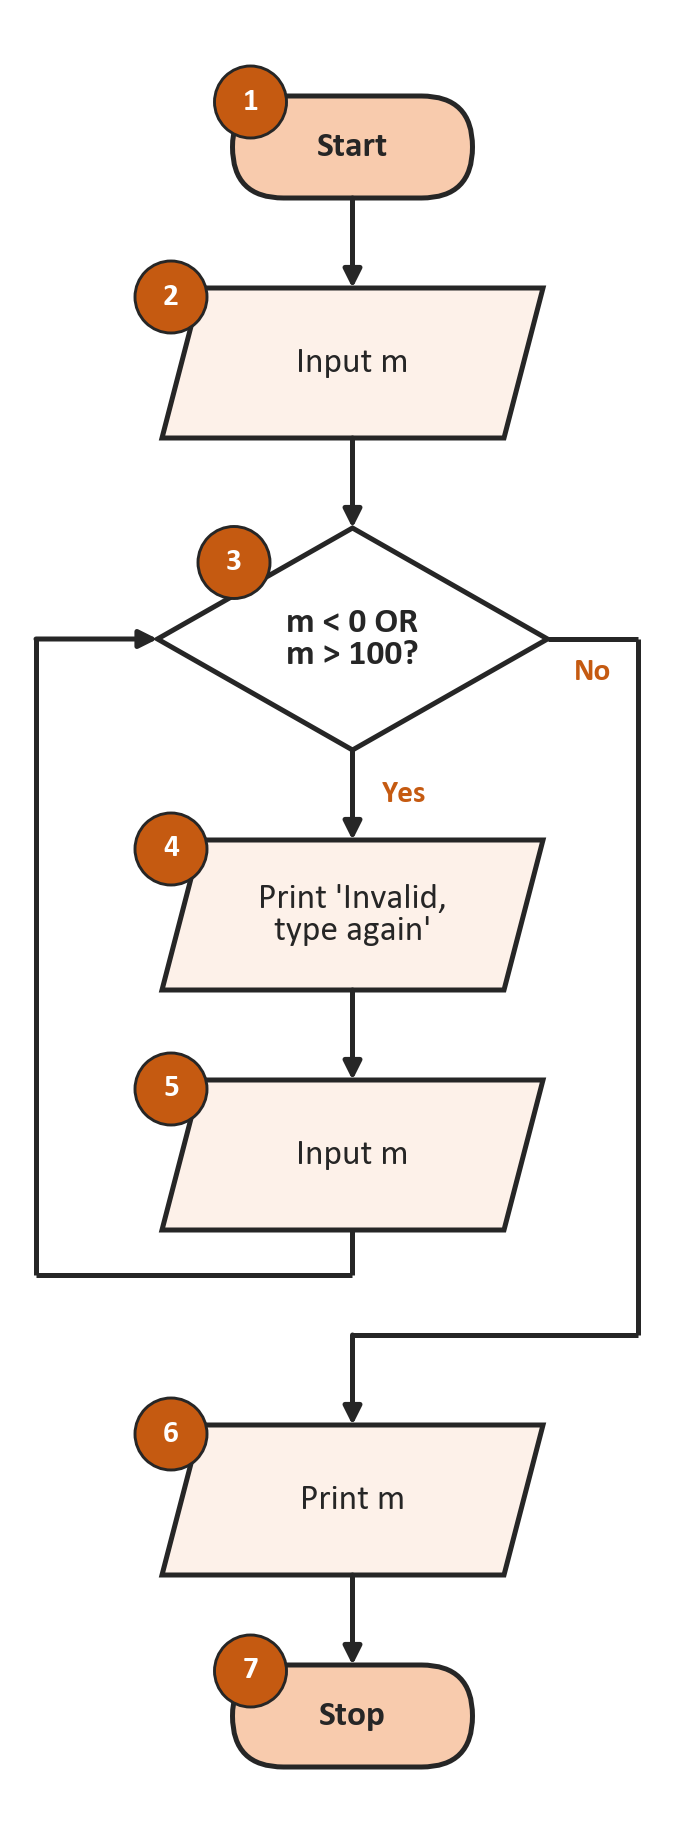 1
Start
2
Input m
3
m < 0 OR
m > 100?
No
Yes
4
Print 'Invalid,
type again'
5
Input m
6
Print m
7
Stop